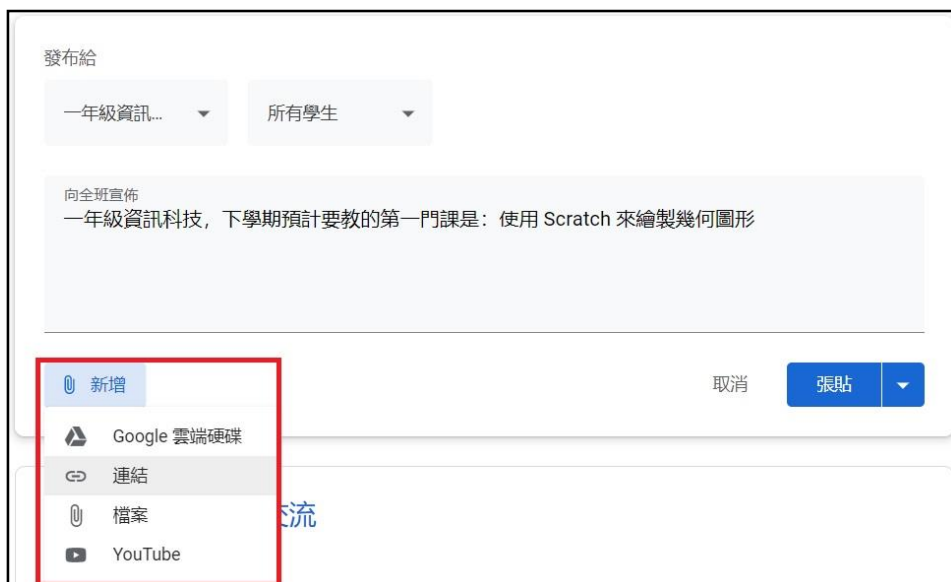 發布給
一年級資訊...
所有學生
向全班宣佈
一年級資訊科技，下學期預計要教的第一門課是：使用 Scratch 來繪製幾何圖形
新增
取消
張貼
Google 雲端硬碟
連結
檔案
YouTube
流